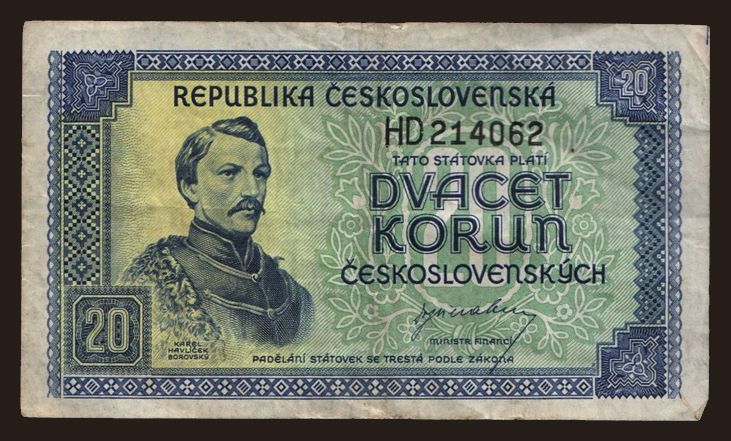 20
REPUBLIKA ČESKOSLOVENSKÁ
HD 214062
TATO STÁTOVKA PLATÍ
DVACET
KORUN
ČESKOSLOVENSKÝCH
20
KAREL
HAVLÍČEK
BOROVSKÝ
MINISTR FINANCÍ
PADĚLÁNÍ STÁTOVEK SE TRESTÁ PODLE ZÁKONA